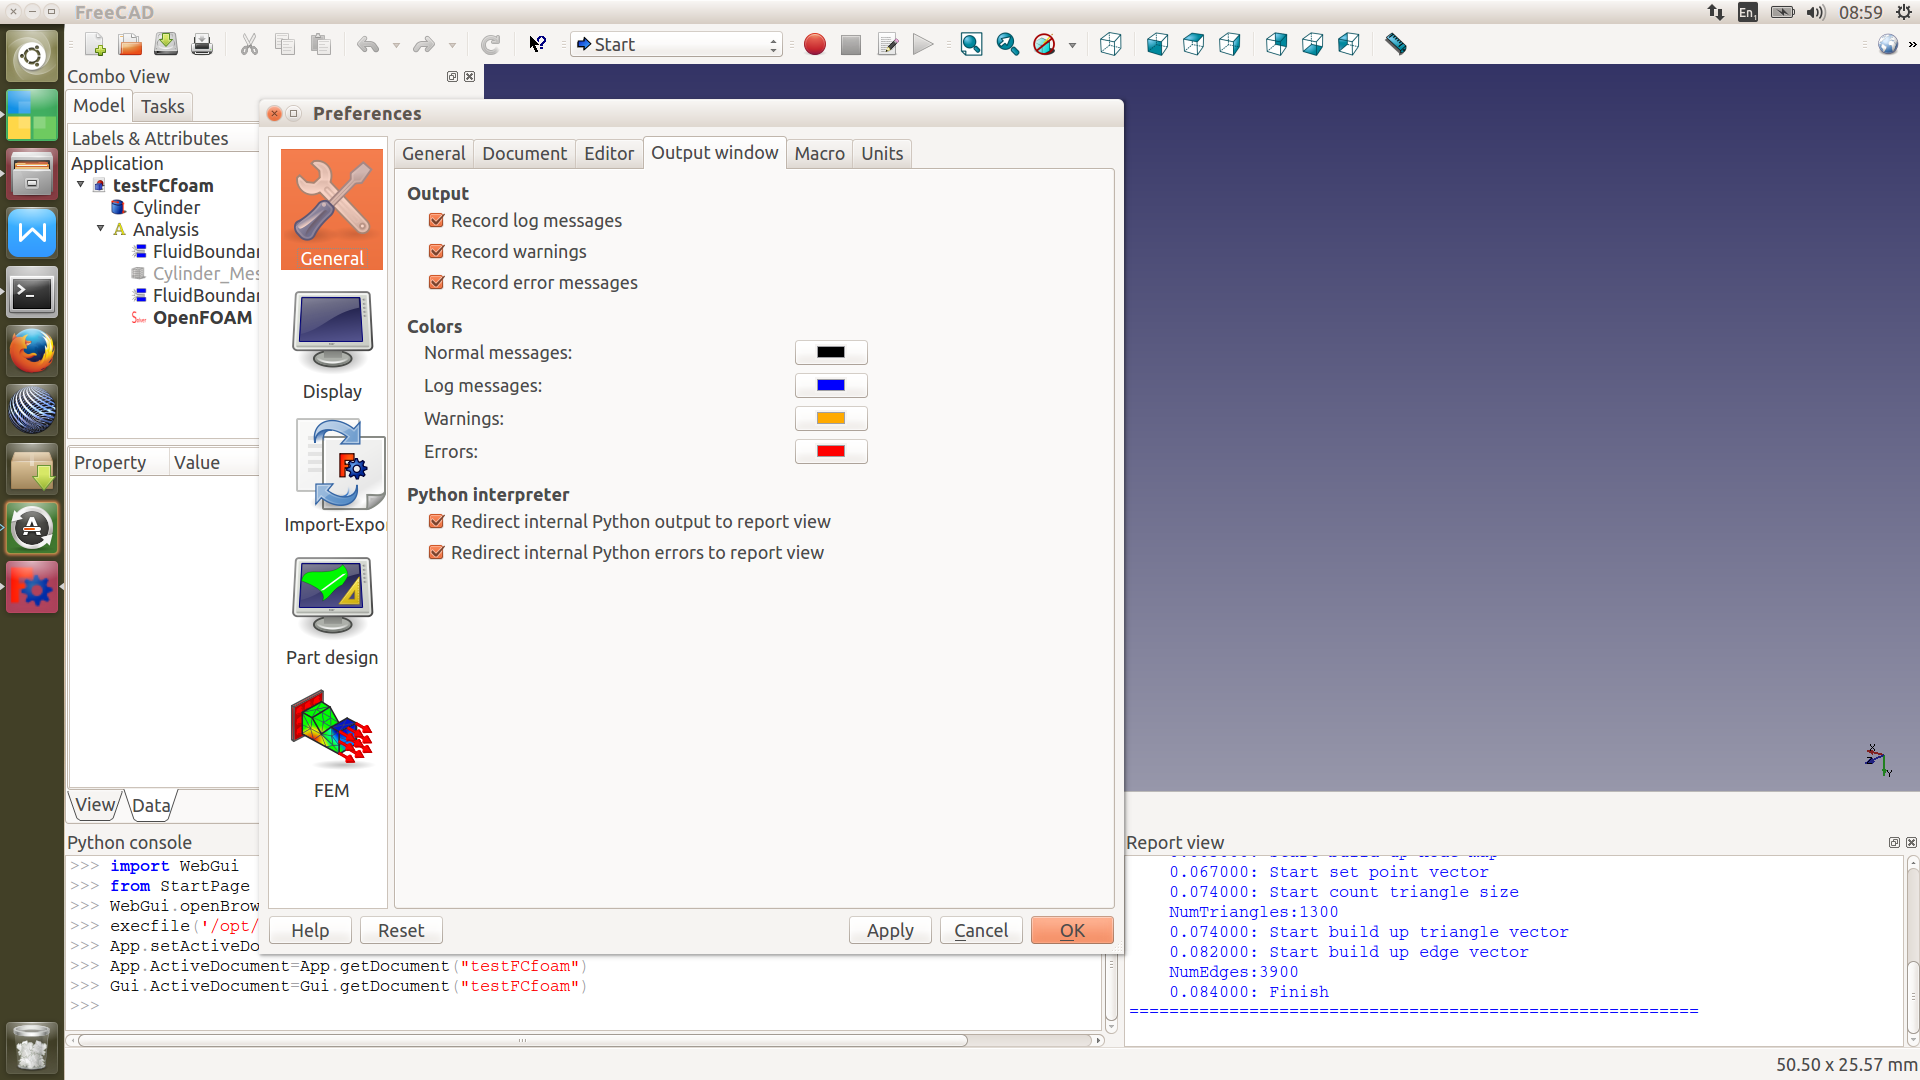 FreeCAD
En1
08:59
Start
Combo View
Model
Tasks
Labels & Attributes
Application
testFCfoam
Cylinder
Analysis
FluidBoundar
Cylinder_Mes
FluidBoundar
OpenFOAM
Property
Value
View
Data
Preferences
General
Display
Import-Expo
Part design
FEM
General
Document
Editor
Output window
Macro
Units
Output
Record log messages
Record warnings
Record error messages
Colors
Normal messages:
Log messages:
Warnings:
Errors:
Python interpreter
Redirect internal Python output to report view
Redirect internal Python errors to report view
Help
Reset
Apply
Cancel
OK
Python console
>>> import WebGui
>>> from StartPage
>>> WebGui.openBrow
>>> execfile('/opt/
>>> App.setActiveDo
>>> App.ActiveDocument=App.getDocument("testFCfoam")
>>> Gui.ActiveDocument=Gui.getDocument("testFCfoam")
>>>
Report view
0.067000: Start set point vector
0.074000: Start count triangle size
NumTriangles:1300
0.074000: Start build up triangle vector
0.082000: Start build up edge vector
NumEdges:3900
0.084000: Finish
=========================================================
50.50 x 25.57 mm